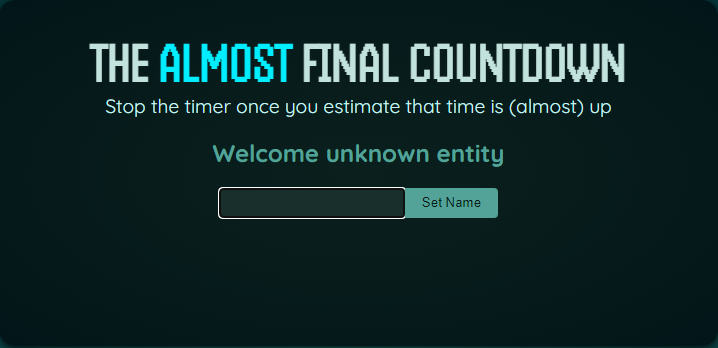 THE ALMOST FINAL COUNTDOWN
Stop the timer once you estimate that time is (almost) up
Welcome unknown entity
Set Name